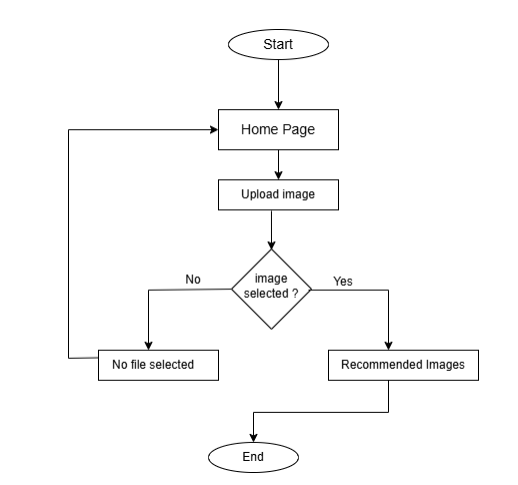 Start
Home Page
Upload image
image
selected ?
No
Yes
No file selected
Recommended Images
End